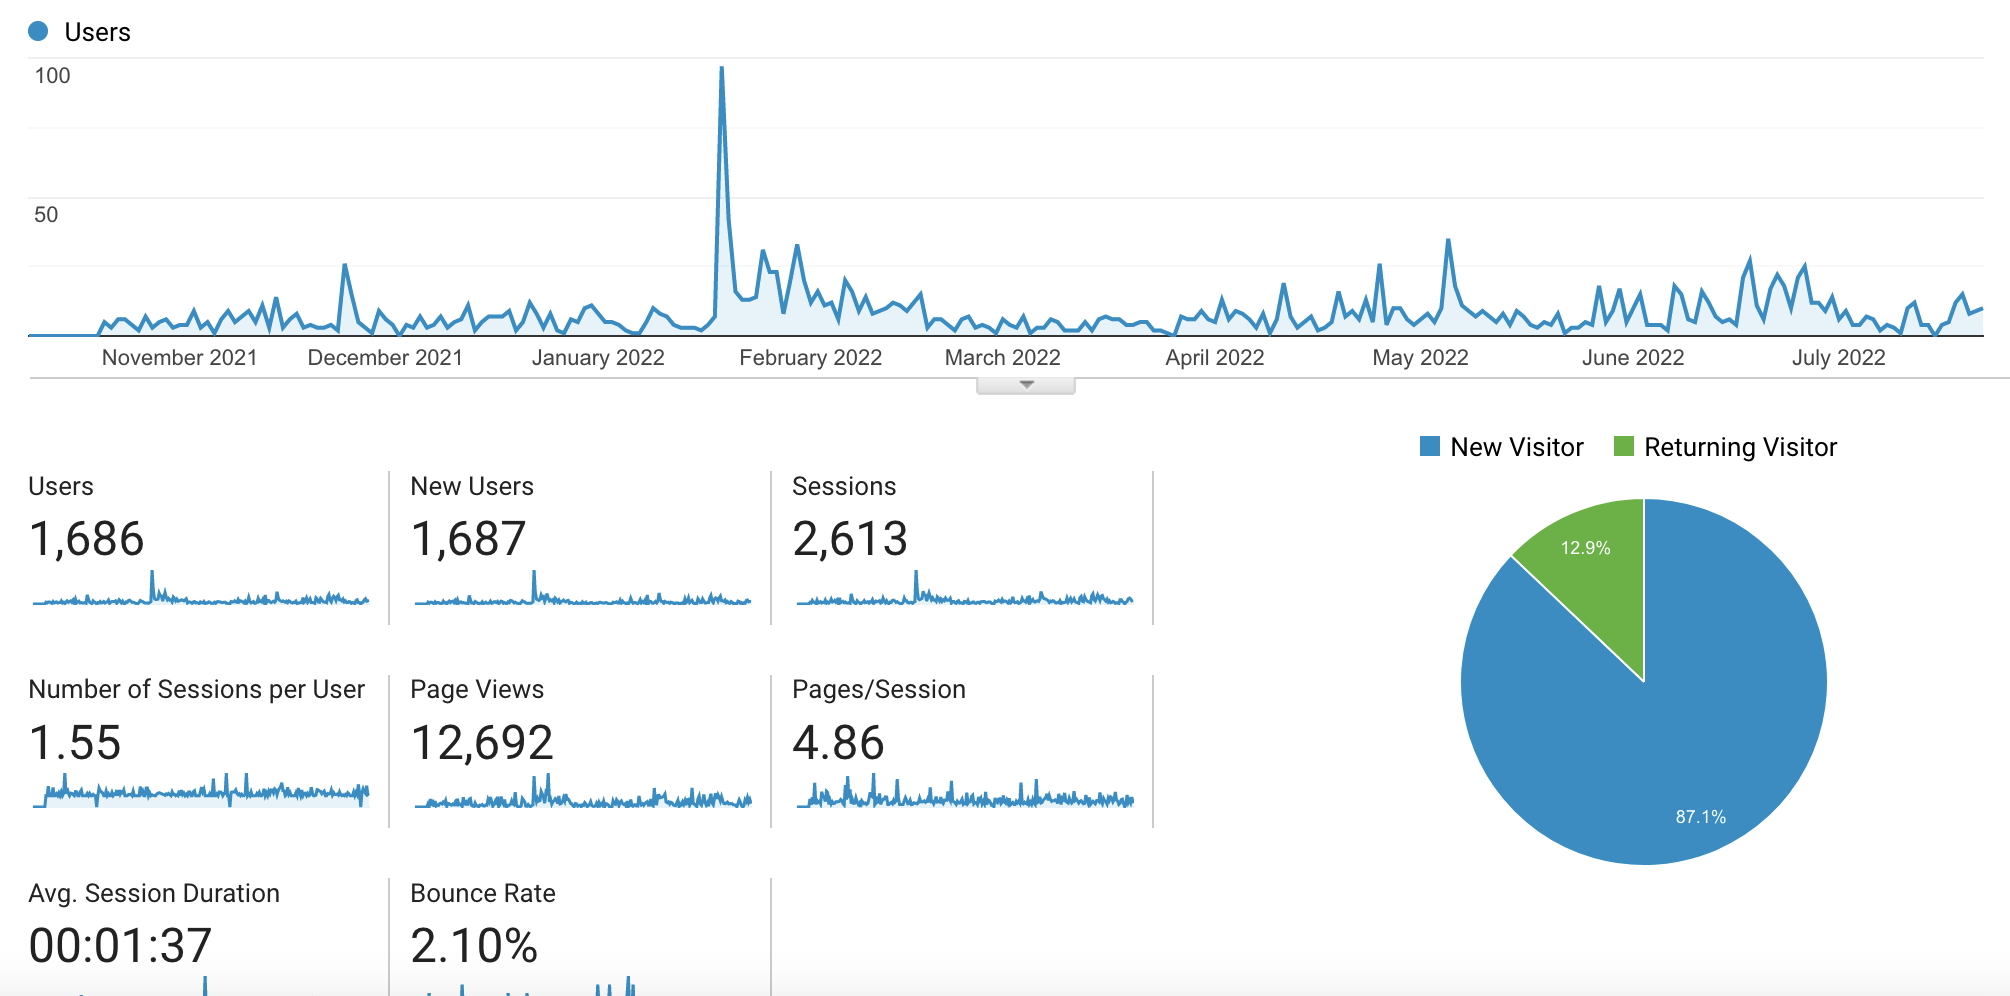 Users
100
50
November 2021 December 2021 January 2022 February 2022 March 2022 April 2022 May 2022 June 2022 July 2022
New Visitor Returning Visitor
Users New Users Sessions
1,686 1,687 2,613
12.9%
Number of Sessions per User Page Views Pages/Session
1.55 12,692 4.86
87.1%
Avg. Session Duration Bounce Rate
00:01:37 2.10%